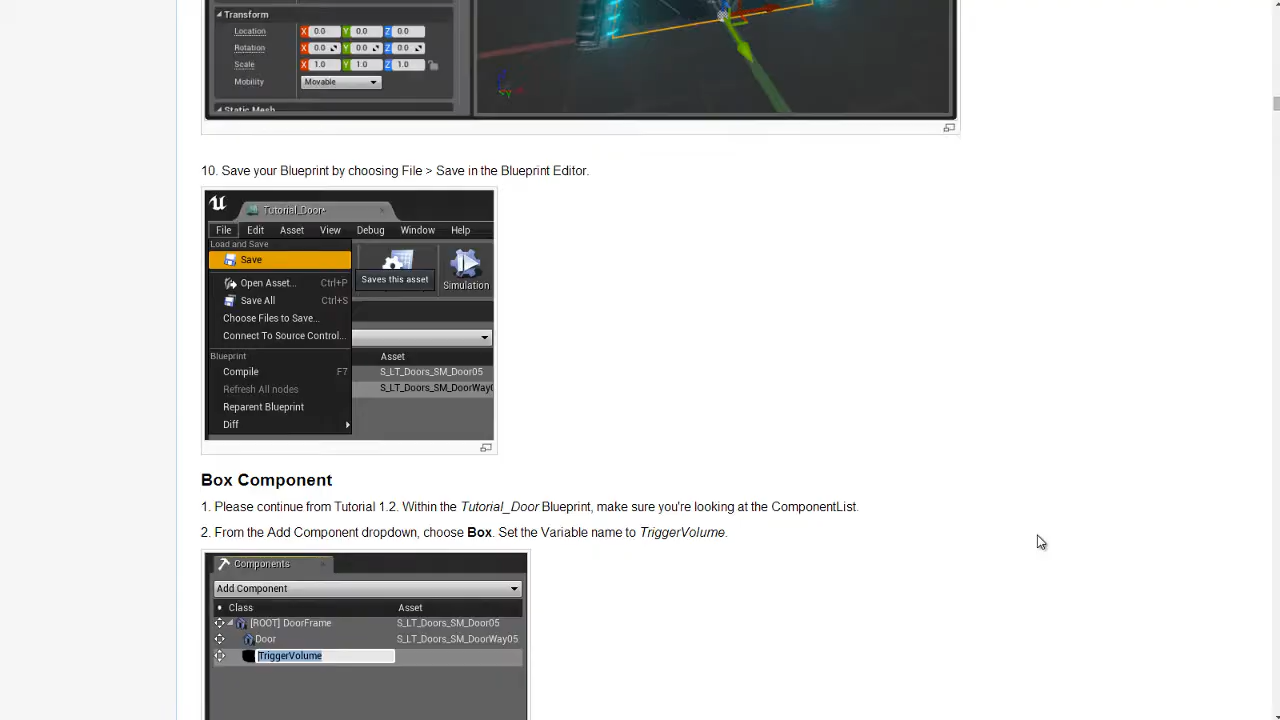 Transform
Location X 0.0 Y 0.0 Z 0.0
Rotation X 0.0 Y 0.0 Z 0.0
Scale X 1.0 Y 1.0 Z 1.0
Mobility Movable
Static Mesh
10. Save your Blueprint by choosing File > Save in the Blueprint Editor.
Tutorial_Door*
File Edit Asset View Debug Window Help
Load and Save
Save
Saves this asset
Simulation
Open Asset... Ctrl+P
Save All Ctrl+S
Choose Files to Save...
Connect To Source Control...
Blueprint
Asset
Compile F7
S_LT_Doors_SM_Door05
Refresh All nodes
S_LT_Doors_SM_DoorWay0
Reparent Blueprint
Diff
Box Component
1. Please continue from Tutorial 1.2. Within the Tutorial_Door Blueprint, make sure you're looking at the ComponentList.
2. From the Add Component dropdown, choose Box. Set the Variable name to TriggerVolume.
Components
Add Component
Class Asset
[ROOT] DoorFrame S_LT_Doors_SM_Door05
Door S_LT_Doors_SM_DoorWay05
TriggerVolume